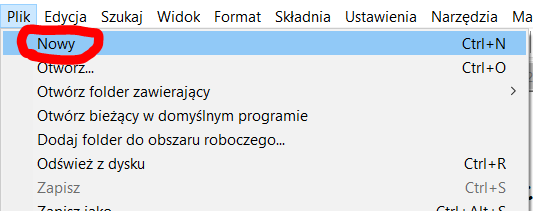 Plik Edycja Szukaj Widok Format Składnia Ustawienia Narzędzia Ma
Nowy Ctrl+N
Otwórz... Ctrl+O
Otwórz folder zawierający
Otwórz bieżący w domyślnym programie
Dodaj folder do obszaru roboczego...
Odśwież z dysku Ctrl+R
Zapisz Ctrl+S
Zapisz jako Ctrl+Alt+S